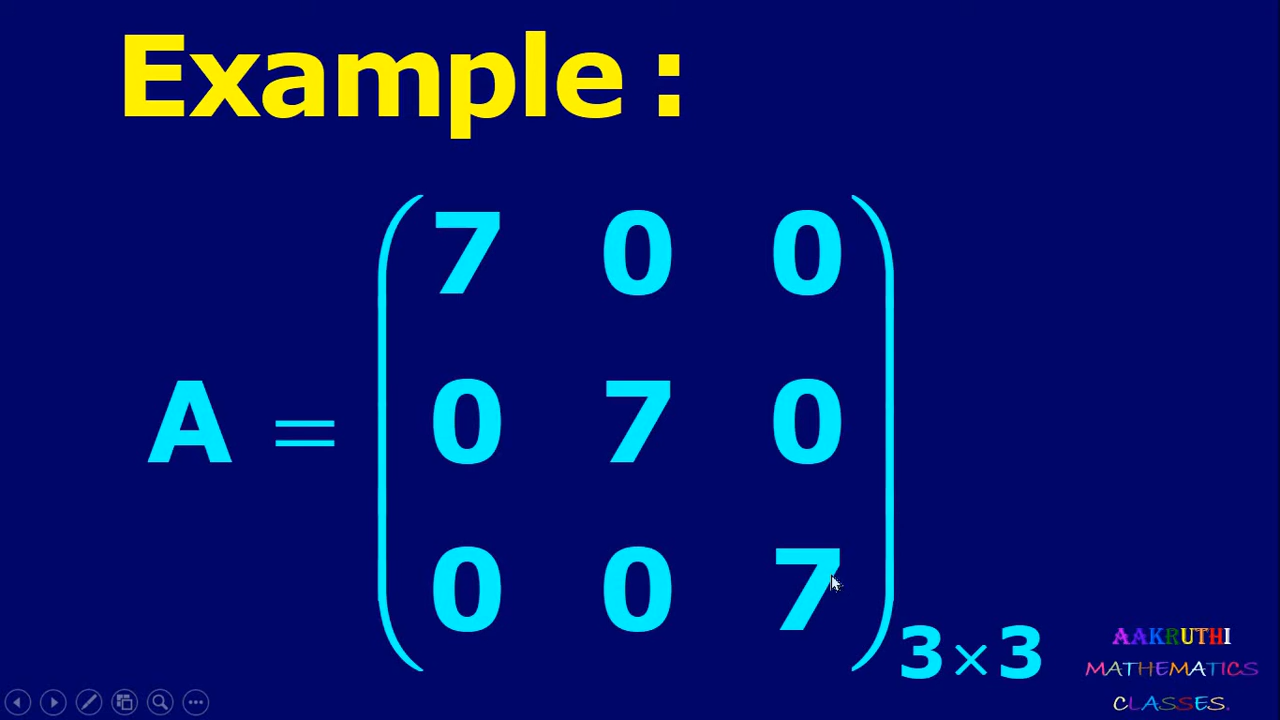 Example :
7 0 0
A = 0 7 0
0 0 7
3×3
AAKRUTHI
MATHEMATICS
CLASSES.